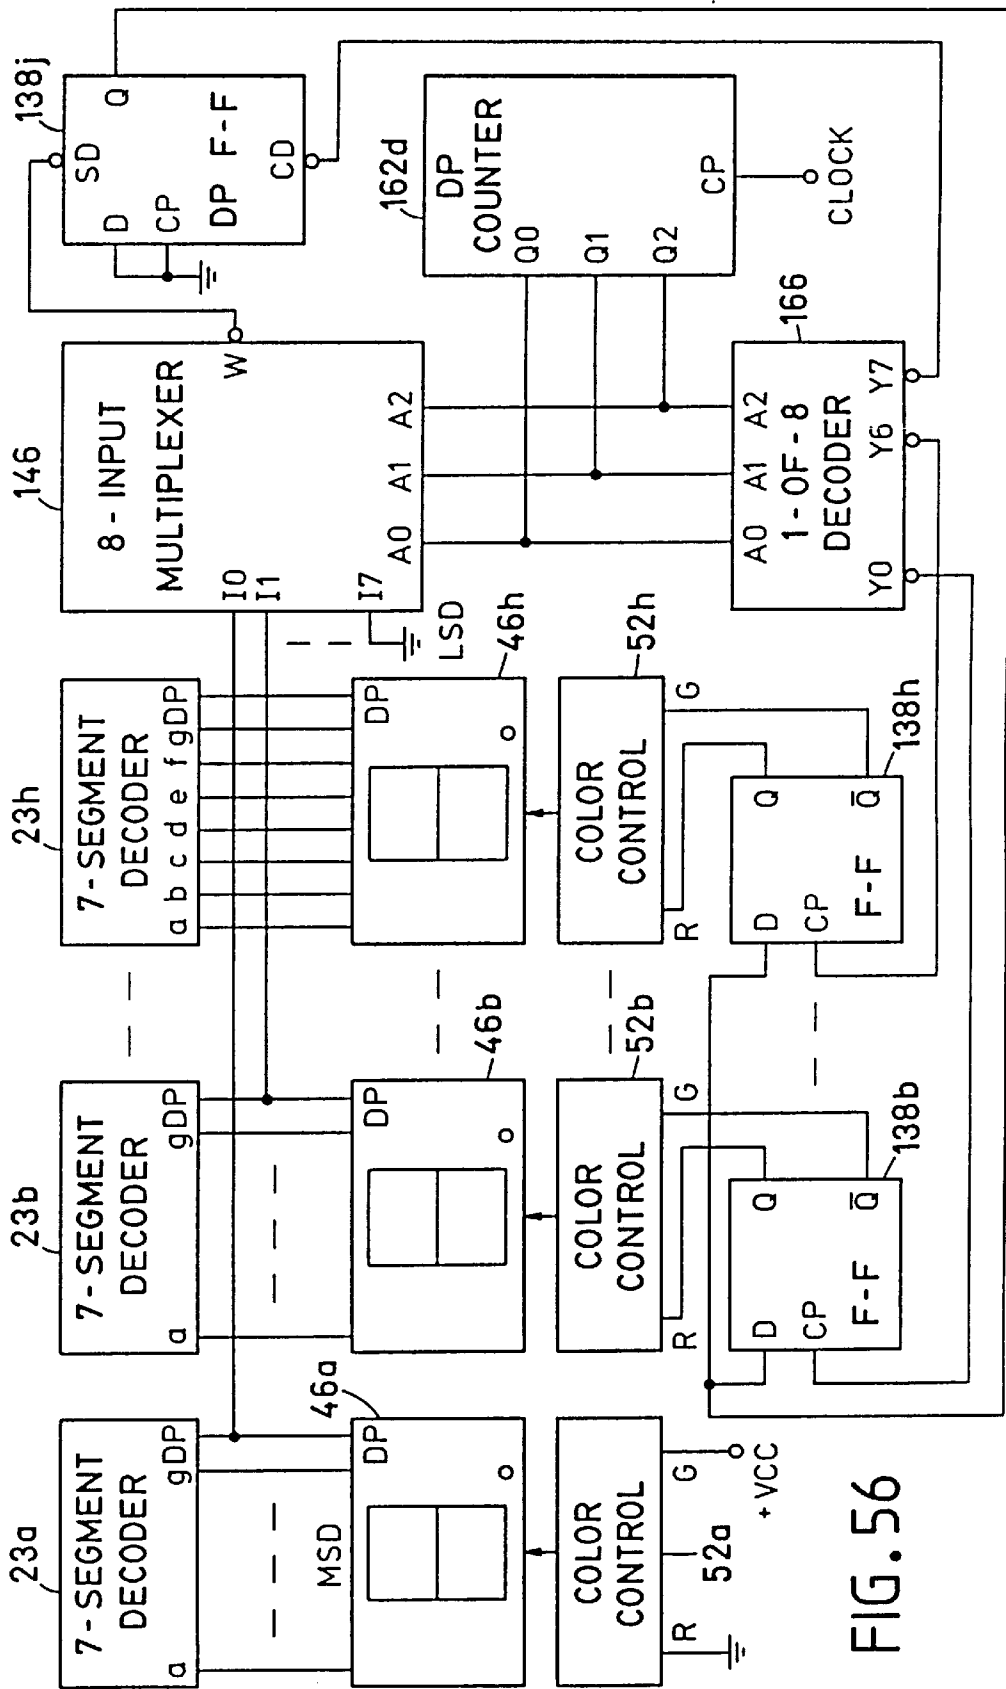 23a
7-SEGMENT
DECODER
a
gDP
MSD
46a
DP
COLOR
CONTROL
R
G
52a
+VCC
23b
7-SEGMENT
DECODER
a
gDP
46b
DP
COLOR
CONTROL
52b
R
G
D
Q
CP
F-F
Q̅
138b
23h
7-SEGMENT
DECODER
a b c d e f gDP
DP
46h
LSD
COLOR
CONTROL
52h
R
G
D
Q
CP
F-F
Q̅
138h
146
8-INPUT
MULTIPLEXER
I0
I1
I7
W
A0 A1 A2
138j
D
SD
Q
CP
DP F-F
CD
162d
DP
COUNTER
Q0
Q1
Q2
CP
CLOCK
166
A0 A1 A2
1-OF-8
DECODER
Y0 Y6 Y7
FIG.56